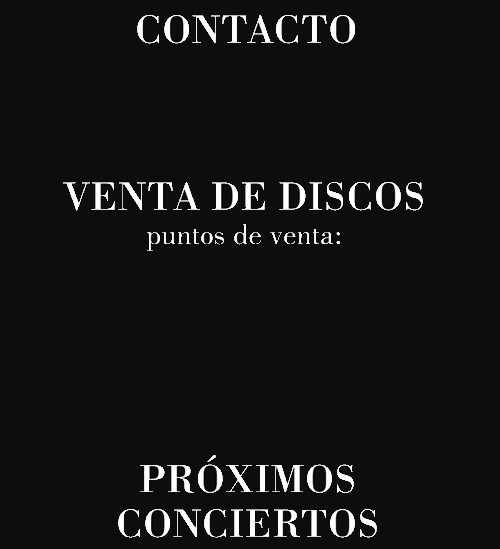 CONTACTO
VENTA DE DISCOS
puntos de venta:
PRÓXIMOS
CONCIERTOS